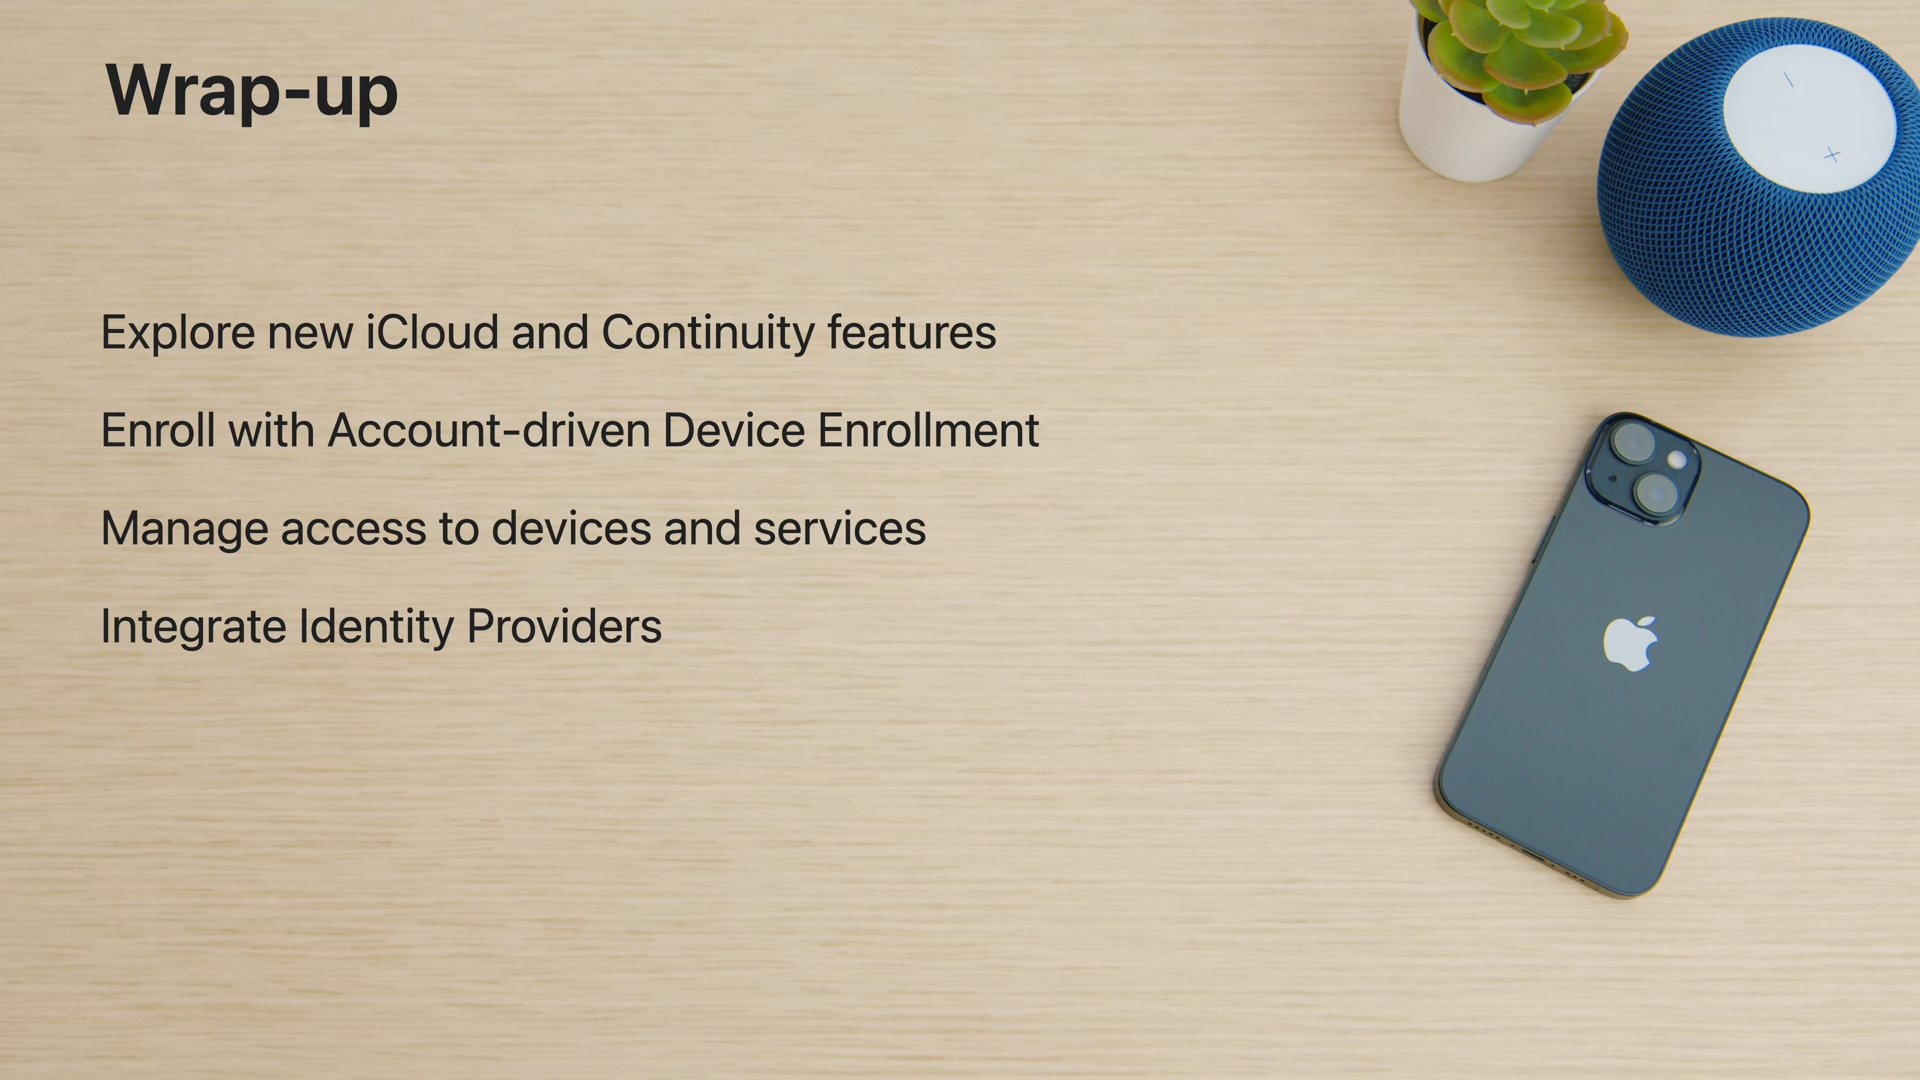 Wrap-up
Explore new iCloud and Continuity features
Enroll with Account-driven Device Enrollment
Manage access to devices and services
Integrate Identity Providers